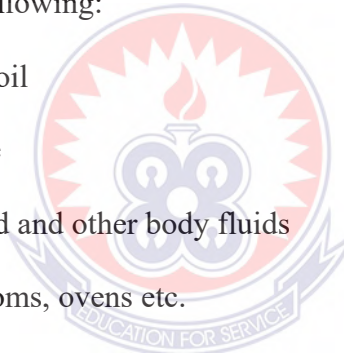 llowing:
oil
d and other body fluids
oms, ovens etc.
EDUCATION FOR SERVICE